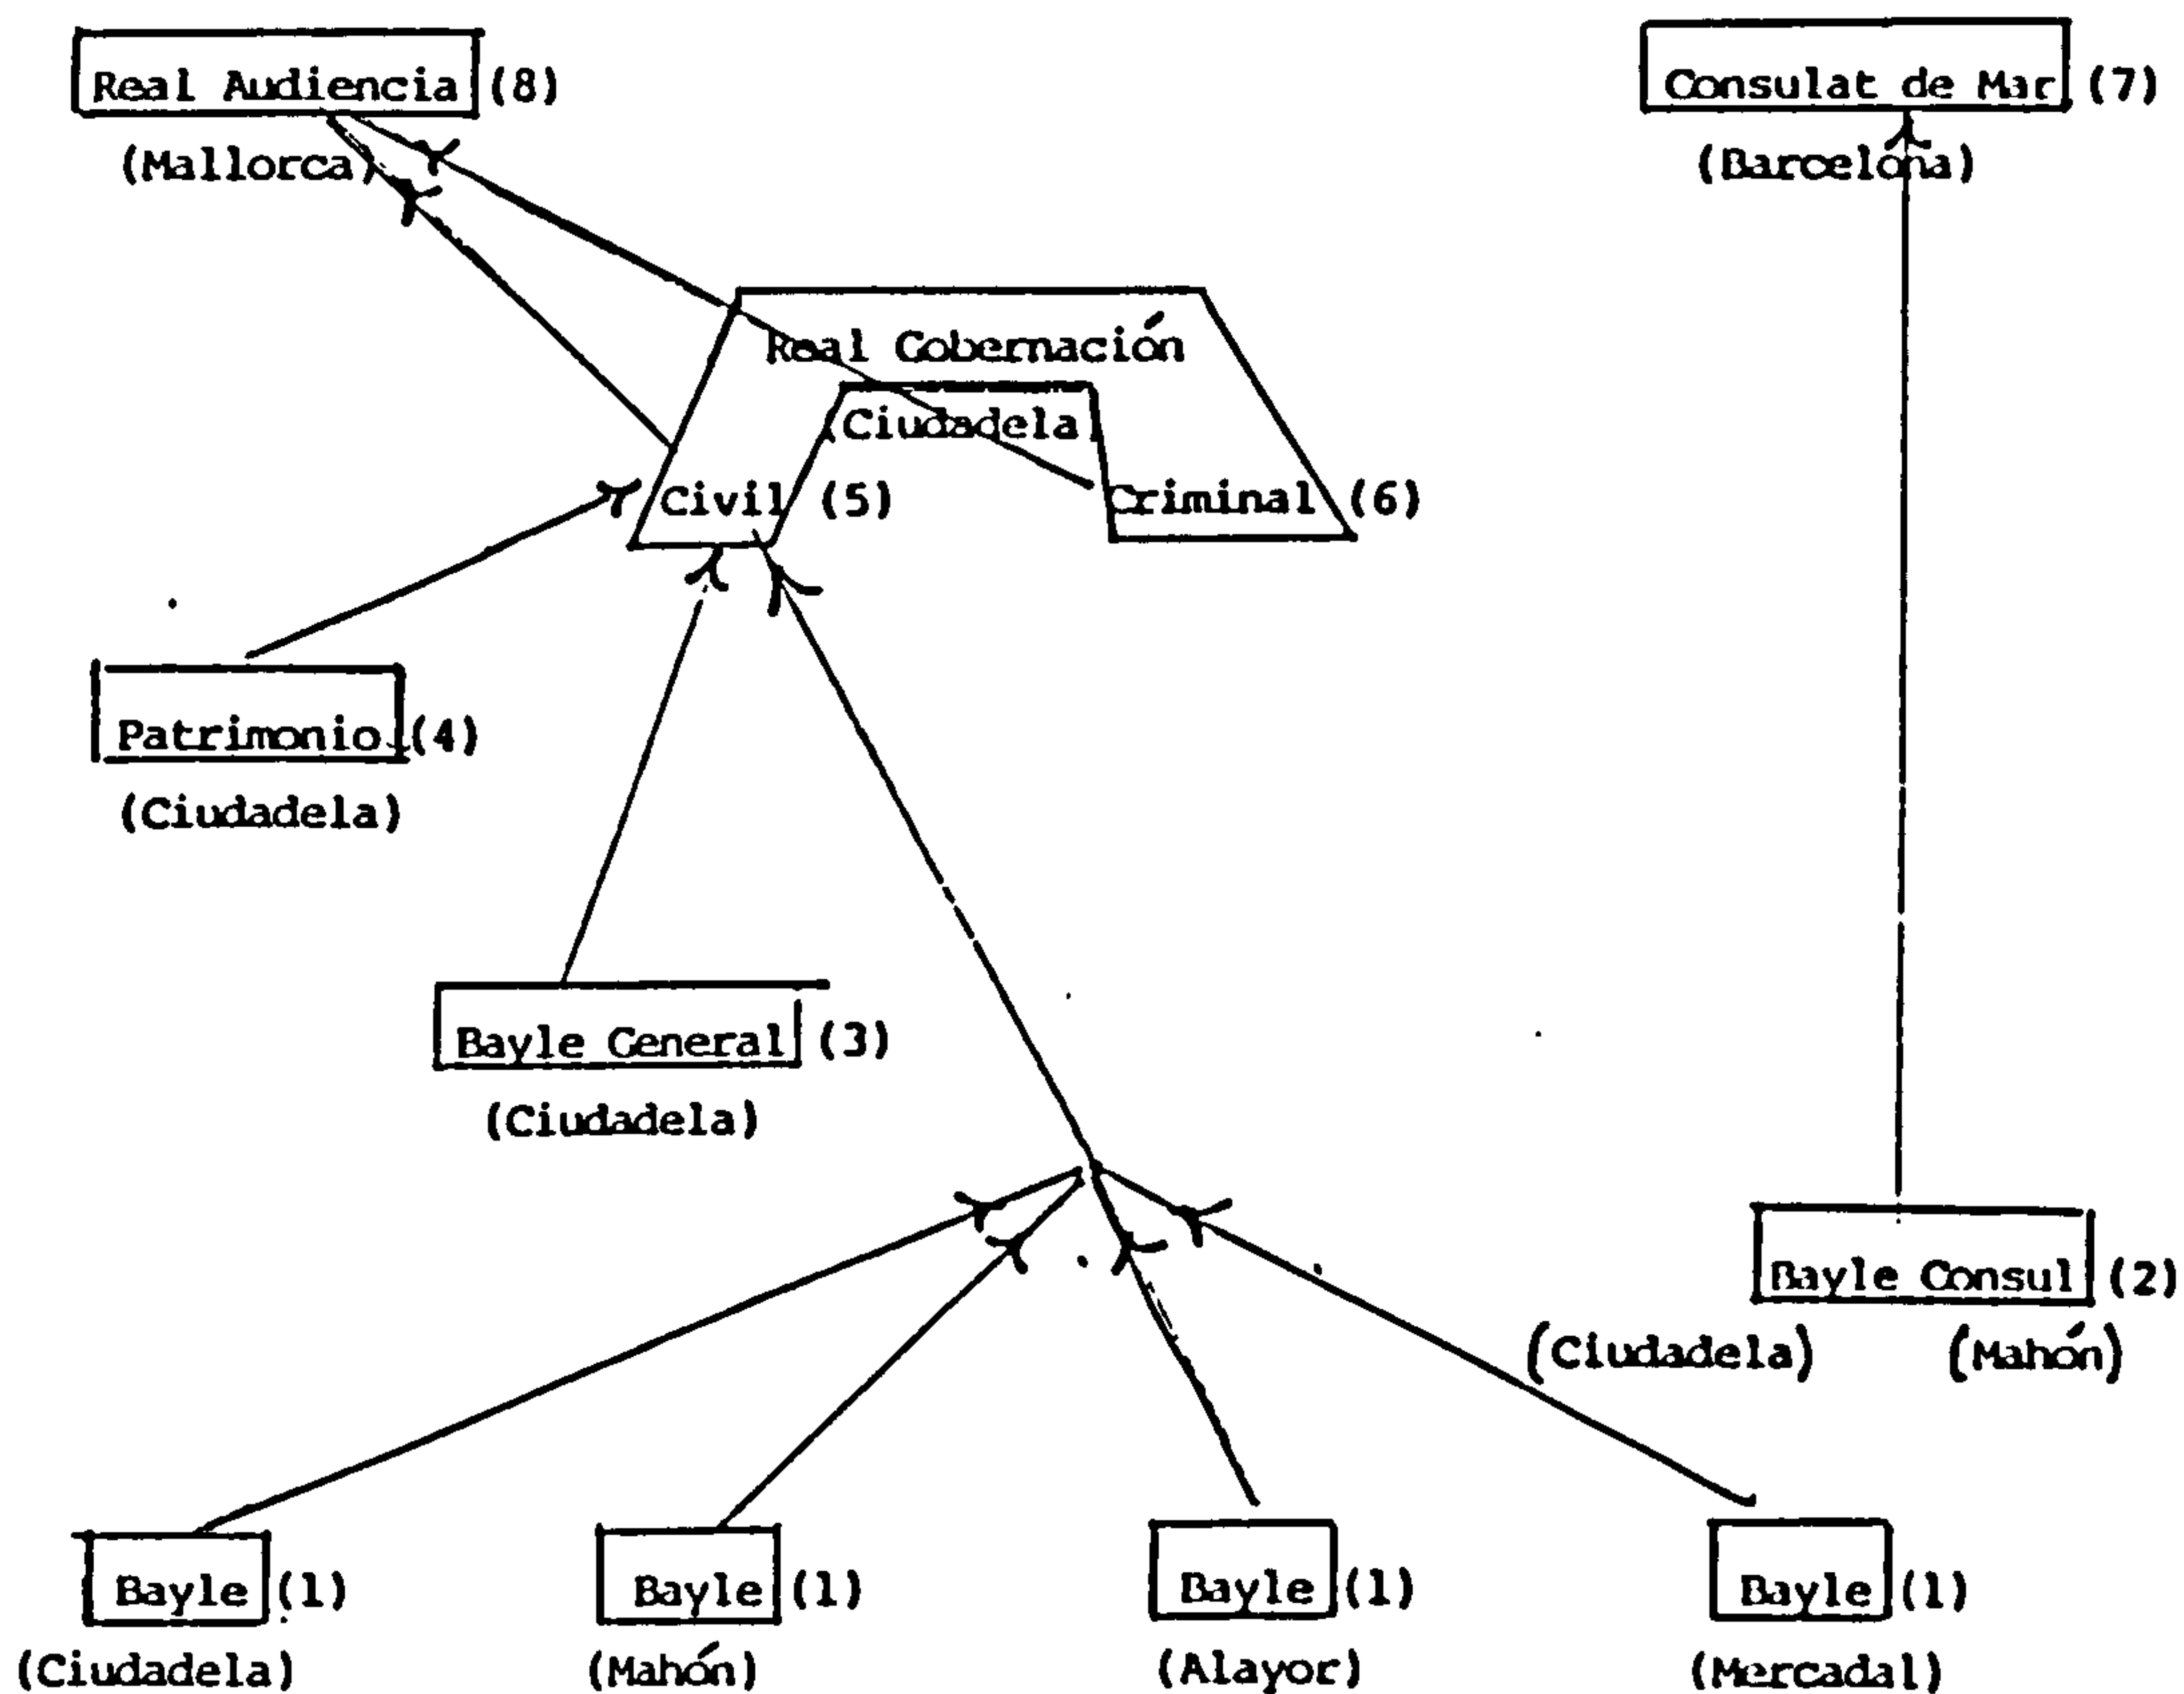 Real Audiencia (8)
Consulat de Mar (7)
(Mallorca)
(Barcelona)
Real Gobernación
Ciudadela
Civil (5)
Criminal (6)
Patrimonio (4)
(Ciudadela)
Bayle General (3)
(Ciudadela)
Bayle Consul (2)
(Ciudadela) (Mahón)
Bayle (1)
Bayle (1)
Bayle (1)
Bayle (1)
(Ciudadela)
(Mahón)
(Alayor)
(Mercadal)